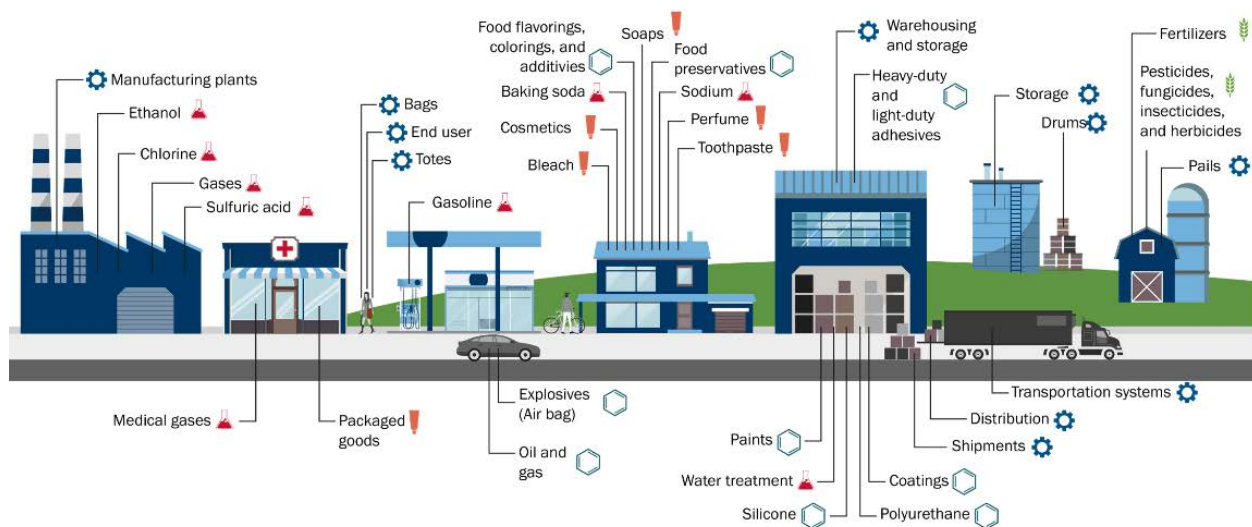 Manufacturing plants
Ethanol
Chlorine
Gases
Sulfuric acid
Bags
End user
Totes
Gasoline
Food flavorings,
colorings, and
additivies
Baking soda
Cosmetics
Bleach
Soaps
Food
preservatives
Sodium
Perfume
Toothpaste
Warehousing
and storage
Heavy-duty
and
light-duty
adhesives
Storage
Drums
Fertilizers
Pesticides,
fungicides,
insecticides,
and herbicides
Pails
Medical gases
Packaged
goods
Explosives
(Air bag)
Oil and
gas
Paints
Water treatment
Silicone
Coatings
Polyurethane
Transportation systems
Distribution
Shipments